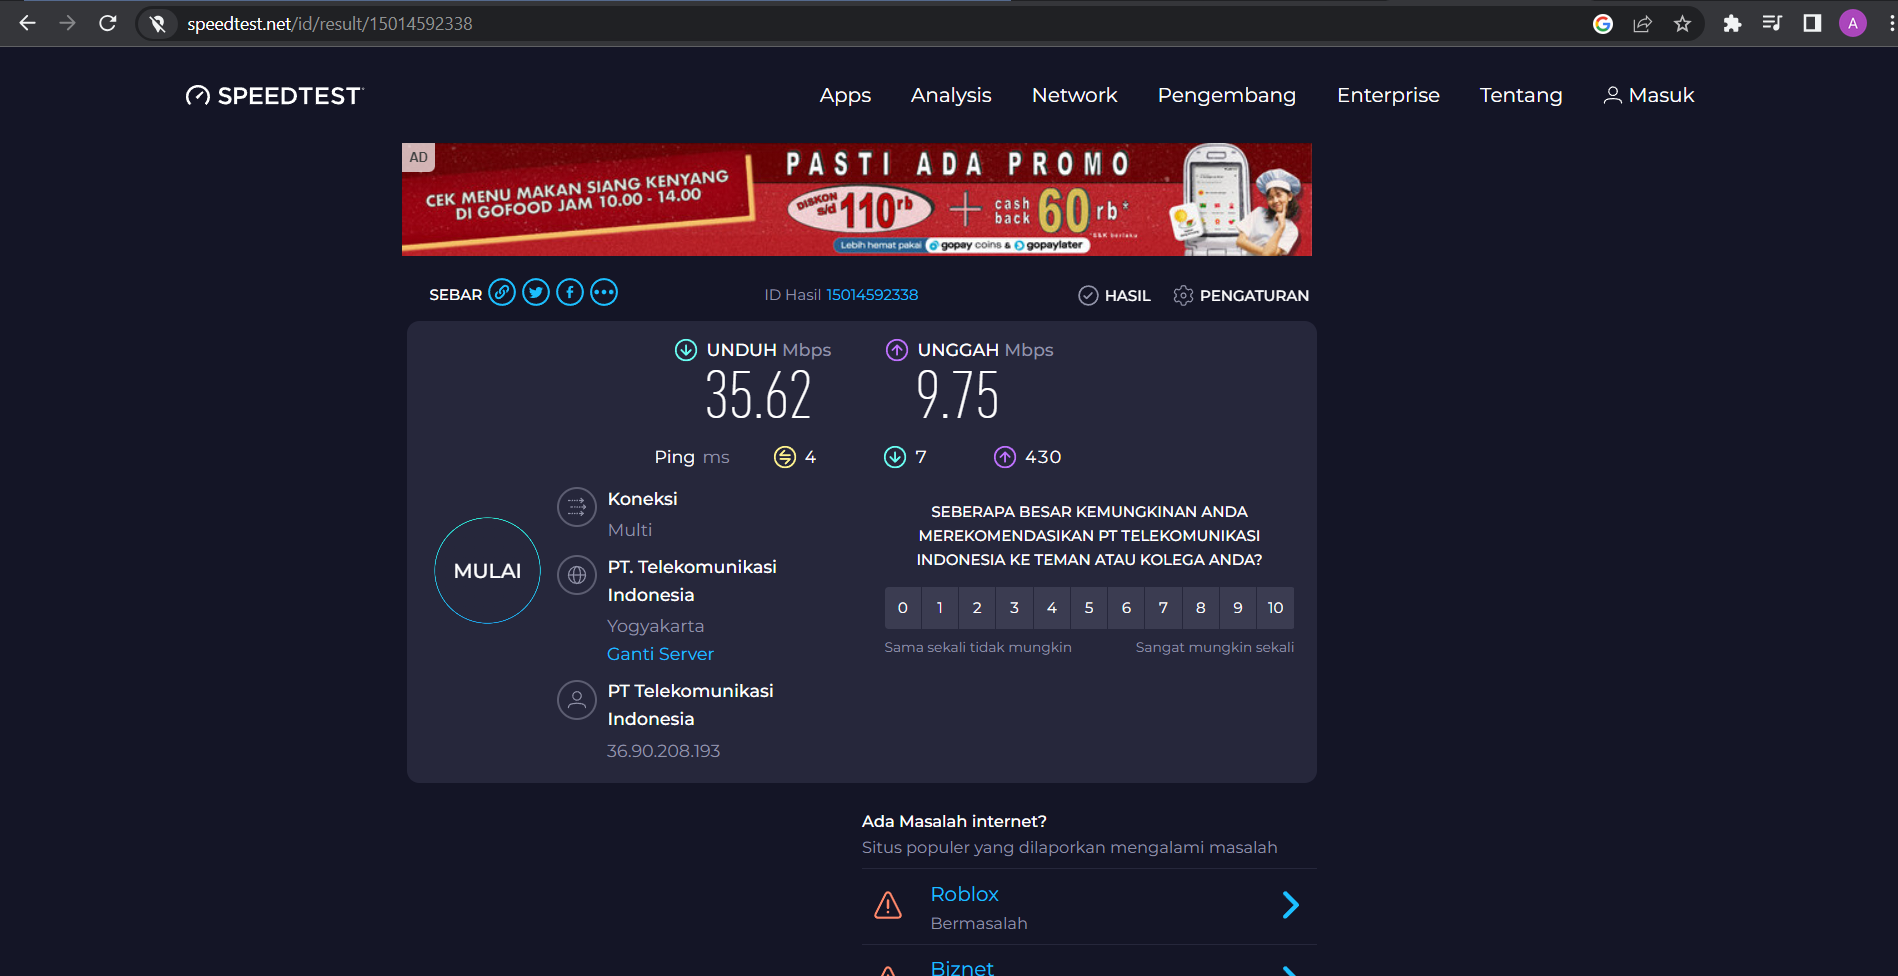 speedtest.net/id/result/15014592338
A
SPEEDTEST
Apps Analysis Network Pengembang Enterprise Tentang Masuk
AD
CEK MENU MAKAN SIANG KENYANG
DI GOFOOD JAM 10.00 - 14.00
PASTI ADA PROMO
DISKON s/d 110rb + cash back 60rb*
*S&K berlaku
Lebih hemat pakai gopay coins & gopaylater
SEBAR
ID Hasil 15014592338
HASIL PENGATURAN
UNDUH Mbps UNGGAH Mbps
35.62 9.75
Ping ms 4 7 430
MULAI
Koneksi
Multi
PT. Telekomunikasi
Indonesia
Yogyakarta
Ganti Server
PT Telekomunikasi
Indonesia
36.90.208.193
SEBERAPA BESAR KEMUNGKINAN ANDA
MEREKOMENDASIKAN PT TELEKOMUNIKASI
INDONESIA KE TEMAN ATAU KOLEGA ANDA?
0 1 2 3 4 5 6 7 8 9 10
Sama sekali tidak mungkin Sangat mungkin sekali
Ada Masalah internet?
Situs populer yang dilaporkan mengalami masalah
Roblox
Bermasalah
Biznet